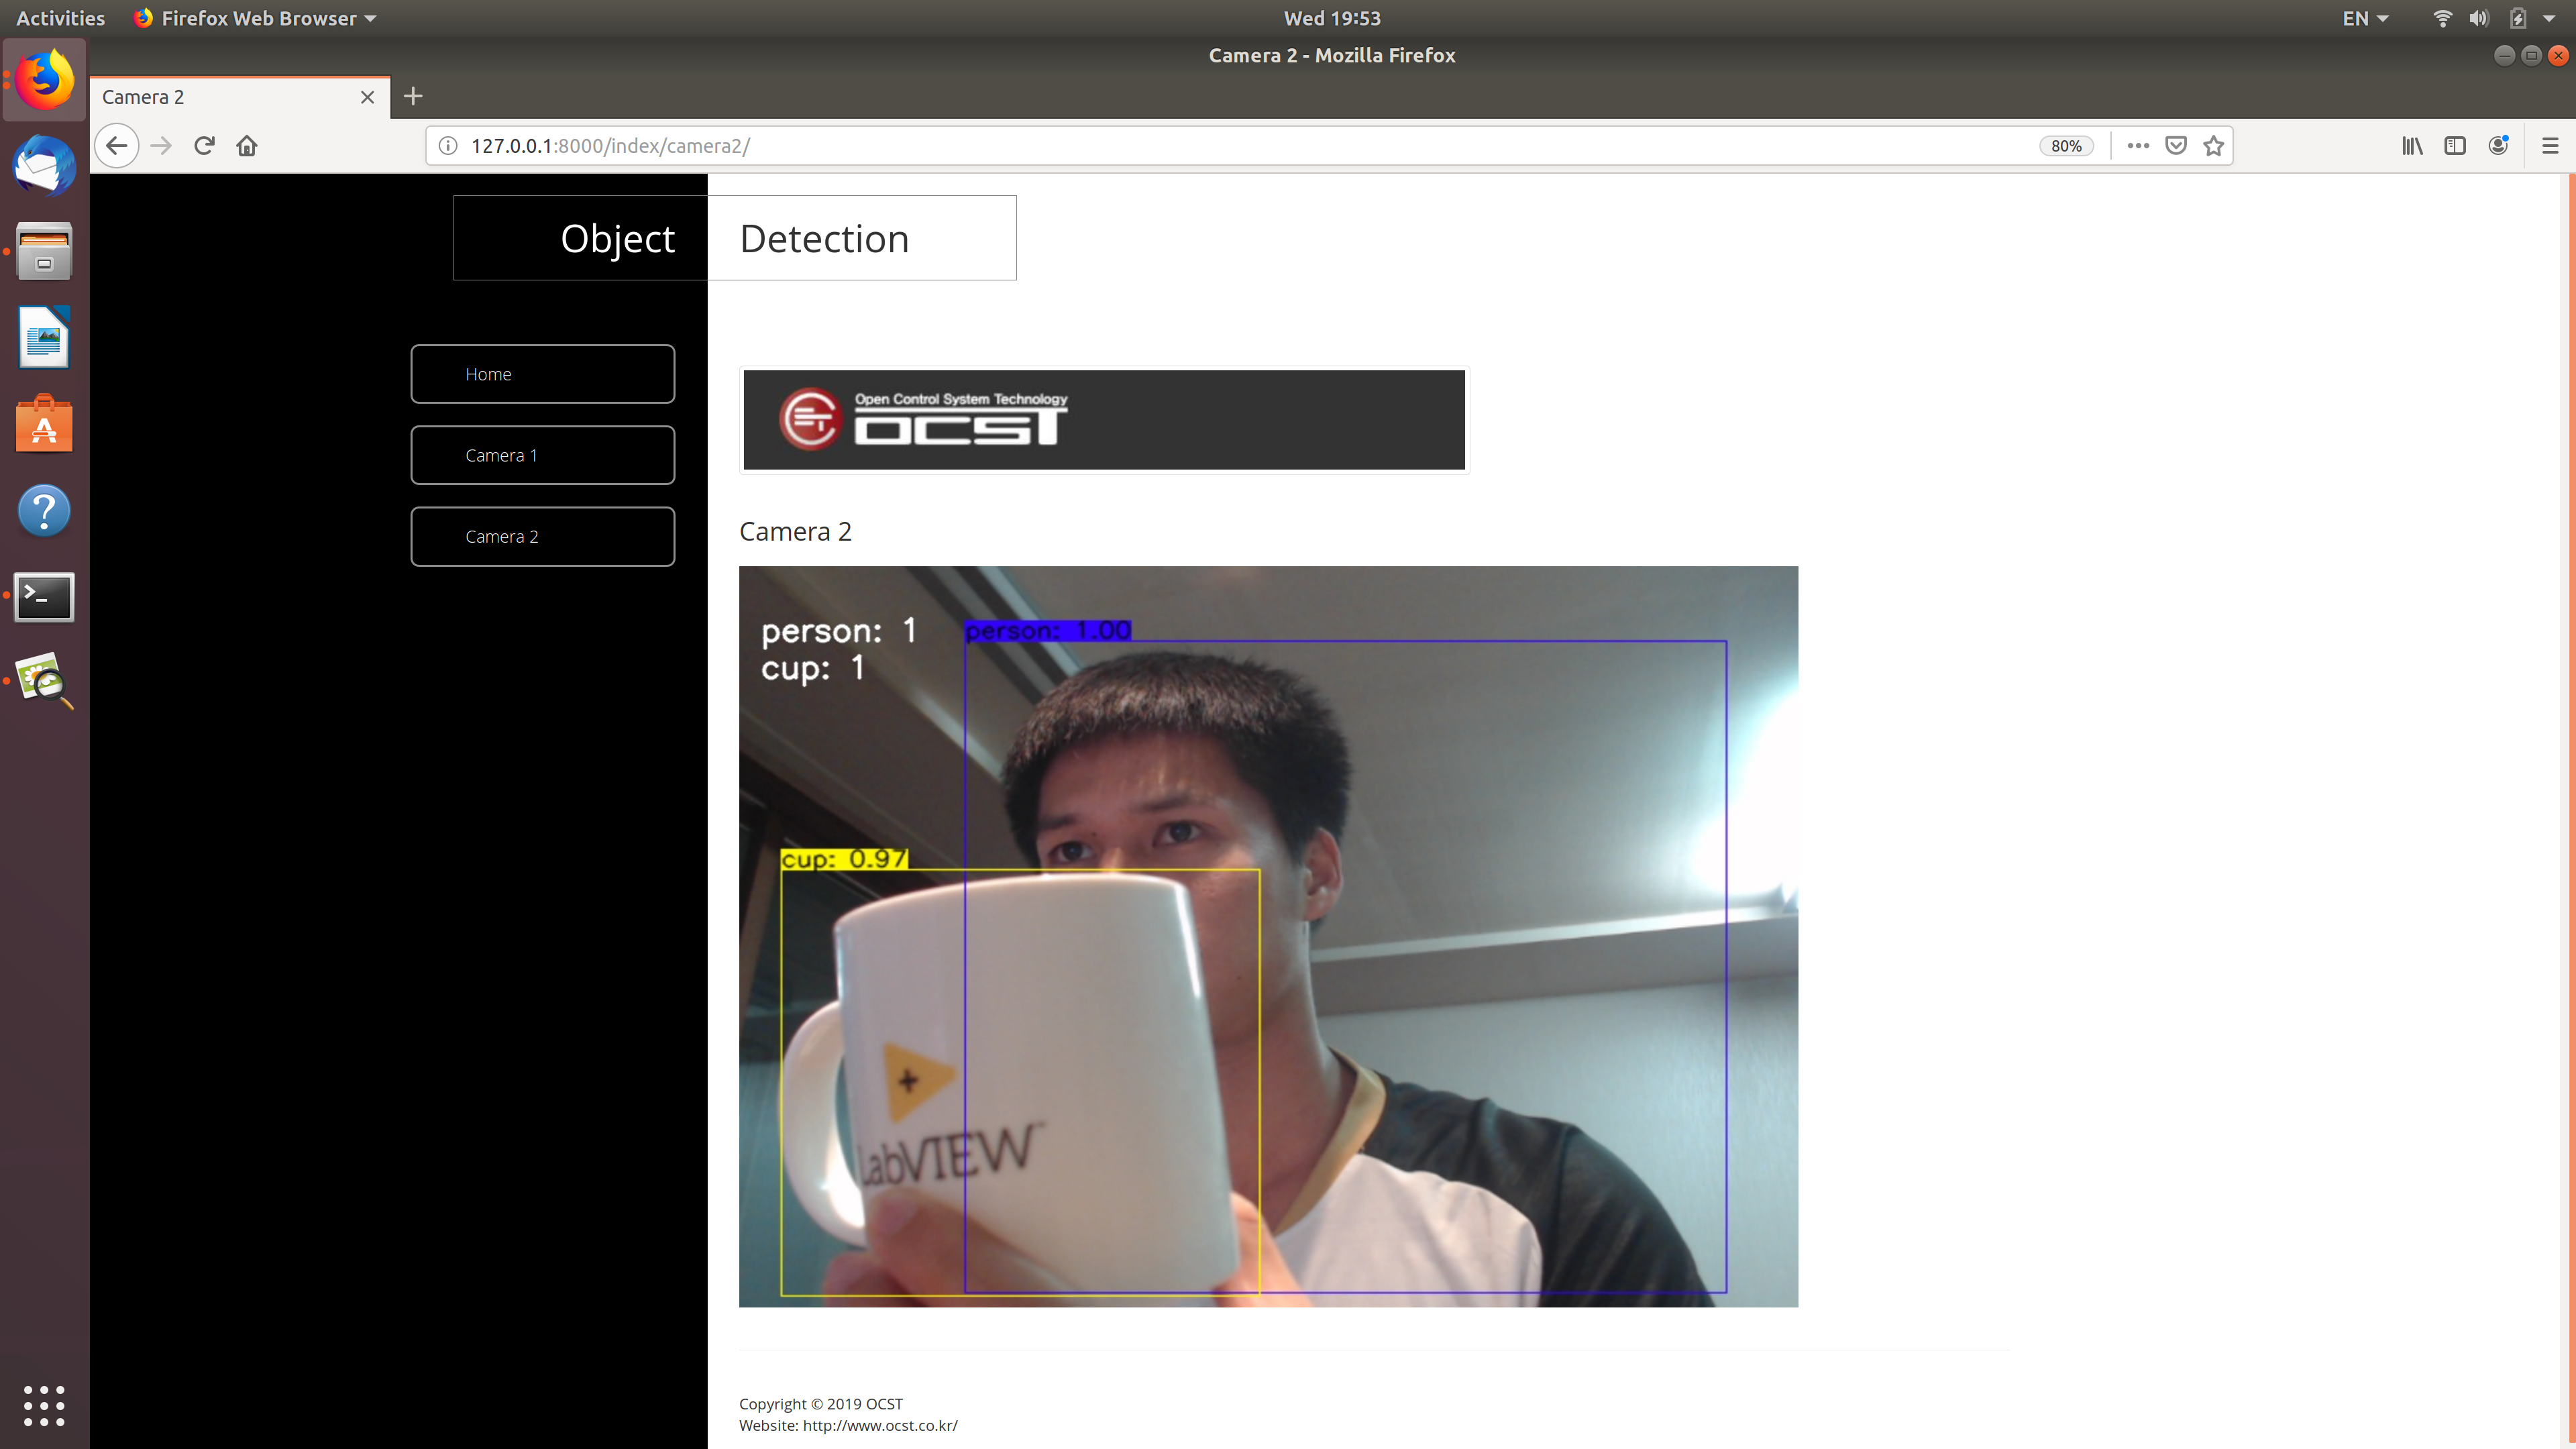 Activities Firefox Web Browser Wed 19:53 EN
Camera 2 - Mozilla Firefox
Camera 2
127.0.0.1:8000/index/camera2/ 80%
Object Detection
Home
Camera 1
Camera 2
Open Control System Technology
OCST
Camera 2
person: 1
cup: 1
person: 1.00
cup: 0.97
LabVIEW™
Copyright © 2019 OCST
Website: http://www.ocst.co.kr/